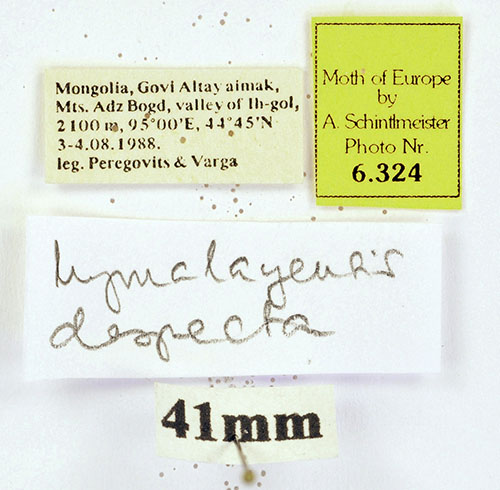 Mongolia, Govi Altay aimak,
Mts. Adz Bogd, valley of Ih-gol,
2100 m, 95°00'E, 44°45'N
3-4.08.1988.
leg. Peregovits & Varga
Moth of Europe
by
A. Schintlmeister
Photo Nr.
6.324
hymalayensis
despecta
41mm